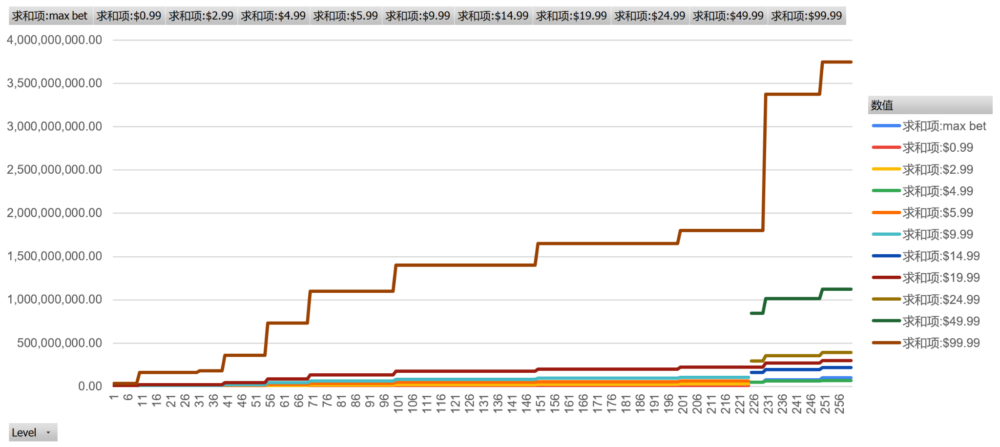 求和项:max bet 求和项:$0.99 求和项:$2.99 求和项:$4.99 求和项:$5.99 求和项:$9.99 求和项:$14.99 求和项:$19.99 求和项:$24.99 求和项:$49.99 求和项:$99.99
4,000,000,000.00
3,500,000,000.00
3,000,000,000.00
2,500,000,000.00
2,000,000,000.00
1,500,000,000.00
1,000,000,000.00
500,000,000.00
0.00
1 6 11 16 21 26 31 36 41 46 51 56 61 66 71 76 81 86 91 96 101 106 111 116 121 126 131 136 141 146 151 156 161 166 171 176 181 186 191 196 201 206 211 216 221 226 231 236 241 246 251 256
数值
求和项:max bet
求和项:$0.99
求和项:$2.99
求和项:$4.99
求和项:$5.99
求和项:$9.99
求和项:$14.99
求和项:$19.99
求和项:$24.99
求和项:$49.99
求和项:$99.99
Level